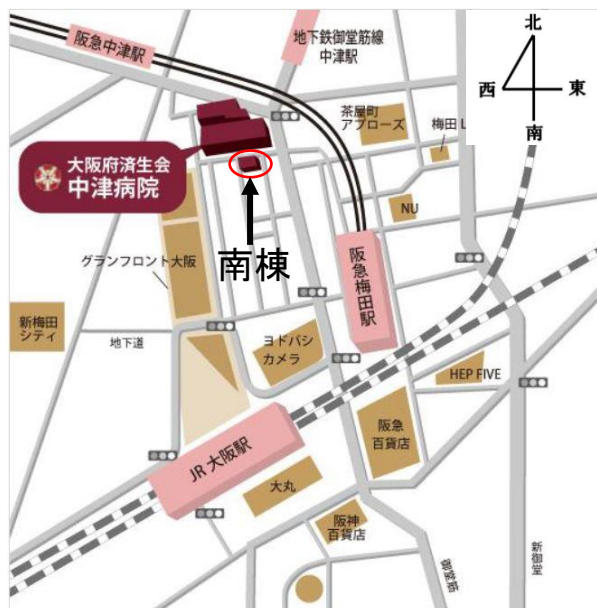 阪急中津駅
地下鉄御堂筋線
中津駅
北
西
東
南
茶屋町
アプローズ
梅田 L
大阪府済生会
中津病院
NU
南棟
グランフロント大阪
阪急梅田駅
新梅田
シティ
地下道
ヨドバシ
カメラ
HEP FIVE
阪急
百貨店
JR 大阪駅
大丸
阪神
百貨店
御堂筋
新御堂